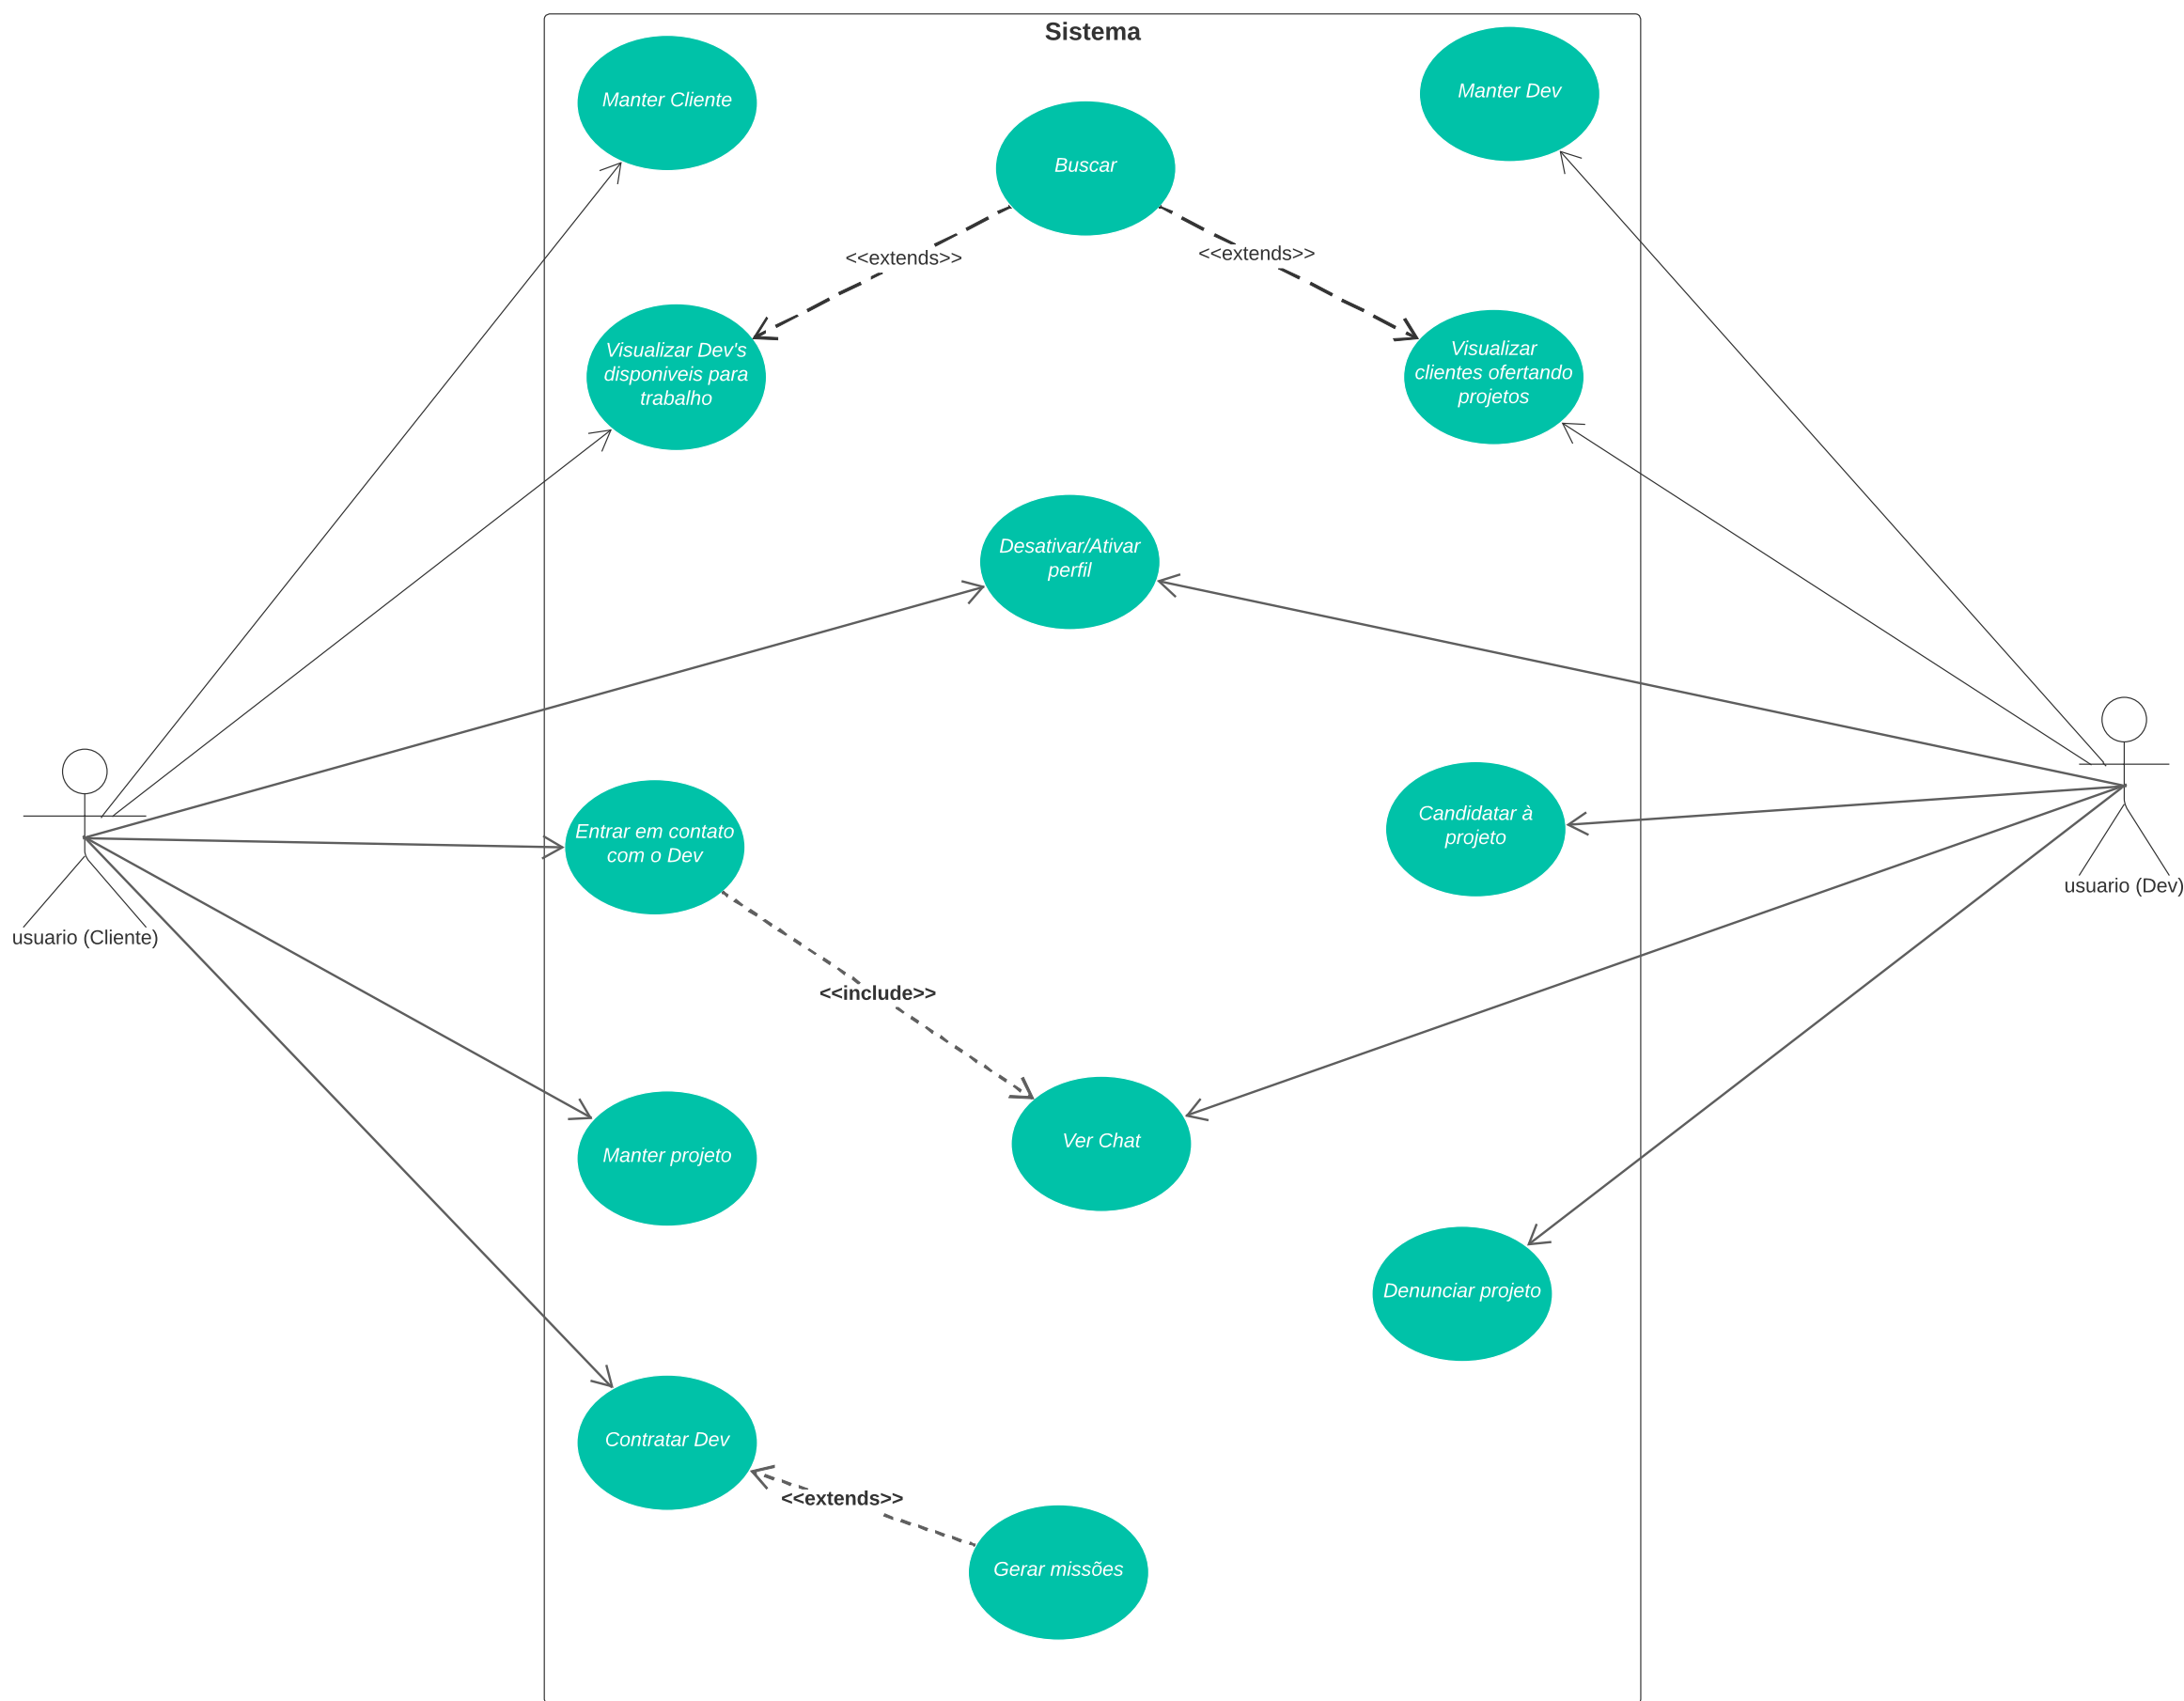 Sistema
Manter Cliente
Manter Dev
Buscar
<<extends>>
<<extends>>
Visualizar Dev's
disponiveis para
trabalho
Visualizar
clientes ofertando
projetos
Desativar/Ativar
perfil
Entrar em contato
com o Dev
Candidatar à
projeto
usuario (Cliente)
usuario (Dev)
<<include>>
Manter projeto
Ver Chat
Denunciar projeto
Contratar Dev
<<extends>>
Gerar missões